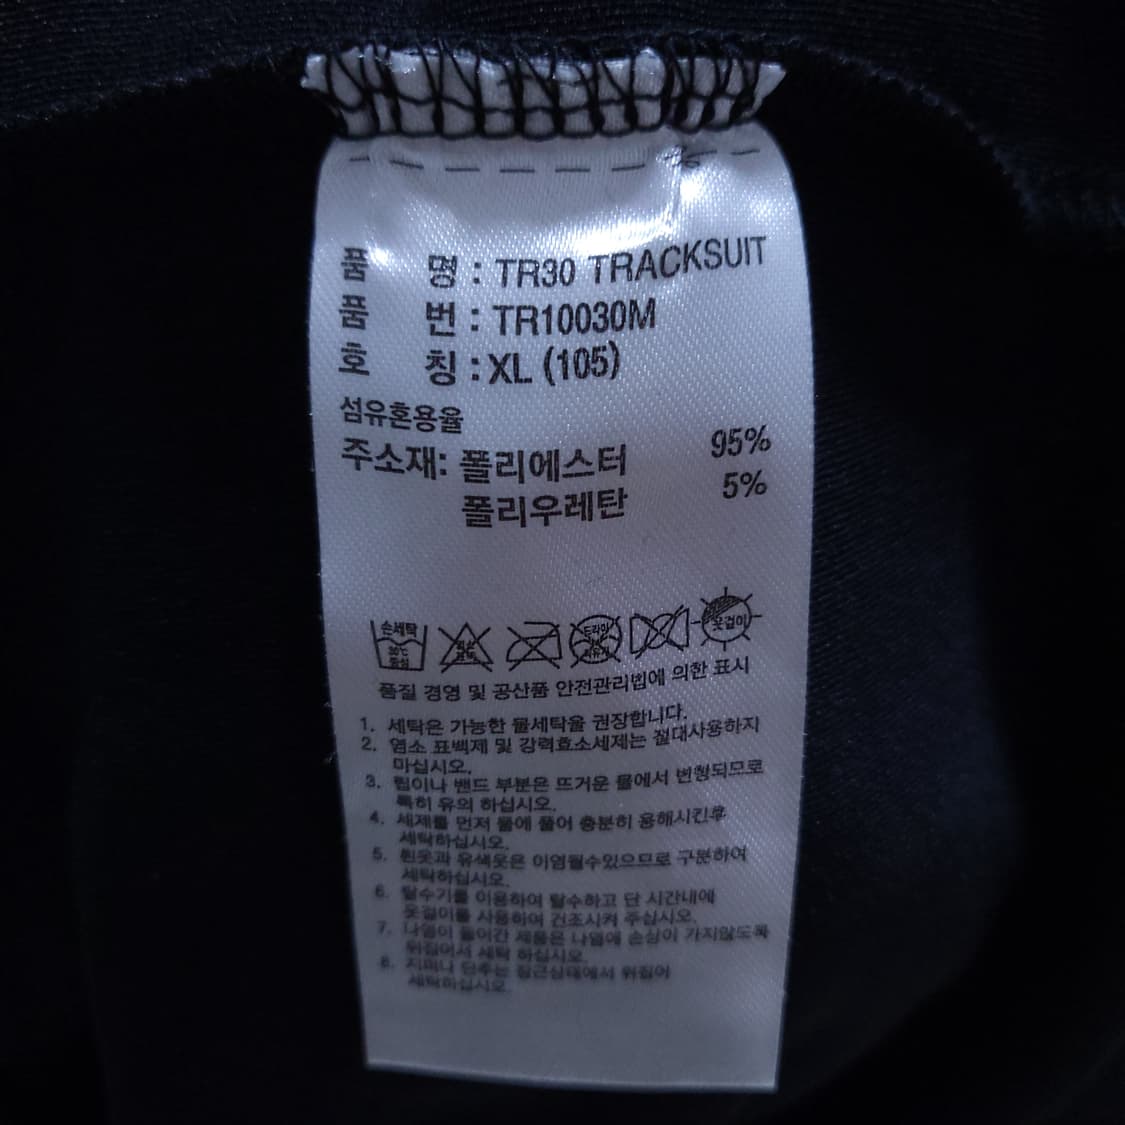 품 명 : TR30 TRACKSUIT
품 번 : TR10030M
호 칭 : XL (105)
섬유혼용율
주소재: 폴리에스터 95%
폴리우레탄 5%
손세탁 30℃ 중성
옷걸이
품질 경영 및 공산품 안전관리법에 의한 표시
1. 세탁은 가능한 물세탁을 권장합니다.
2. 염소 표백제 및 강력효소세제는 절대사용하지
마십시오.
3. 립이나 밴드 부분은 뜨거운 물에서 변형되므로
특히 유의 하십시오.
4. 세제를 먼저 물에 풀어 충분히 용해시킨후
세탁하십시오.
5. 흰옷과 유색옷은 이염될수있으므로 구분하여
세탁하십시오.
6. 탈수기를 이용하여 탈수하고 단 시간내에
옷걸이를 사용하여 건조시켜 주십시오.
7. 나염이 들어간 제품은 나염에 손상이 가지않도록
뒤집어서 세탁 하십시오.
8. 지퍼나 단추는 잠근상태에서 뒤집어
세탁하십시오.